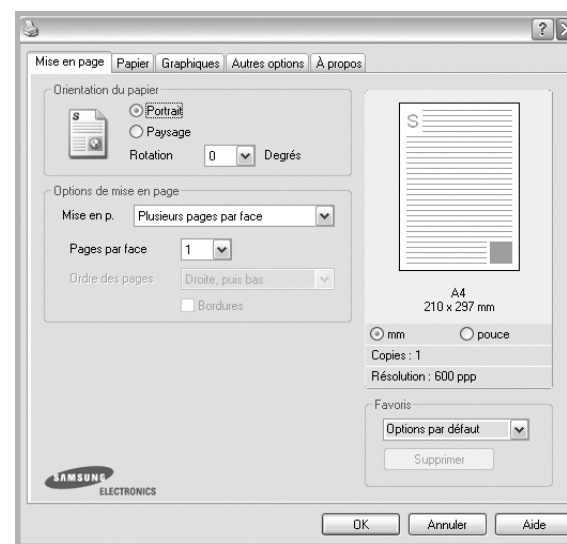 Mise en page Papier Graphiques Autres options À propos
Orientation du papier
Portrait
Paysage
Rotation 0 Degrés
Options de mise en page
Mise en p. Plusieurs pages par face
Pages par face 1
Ordre des pages Droite, puis bas
Bordures
S
S
A4
210 x 297 mm
mm pouce
Copies : 1
Résolution : 600 ppp
Favoris
Options par défaut
Supprimer
SAMSUNG
ELECTRONICS
OK Annuler Aide